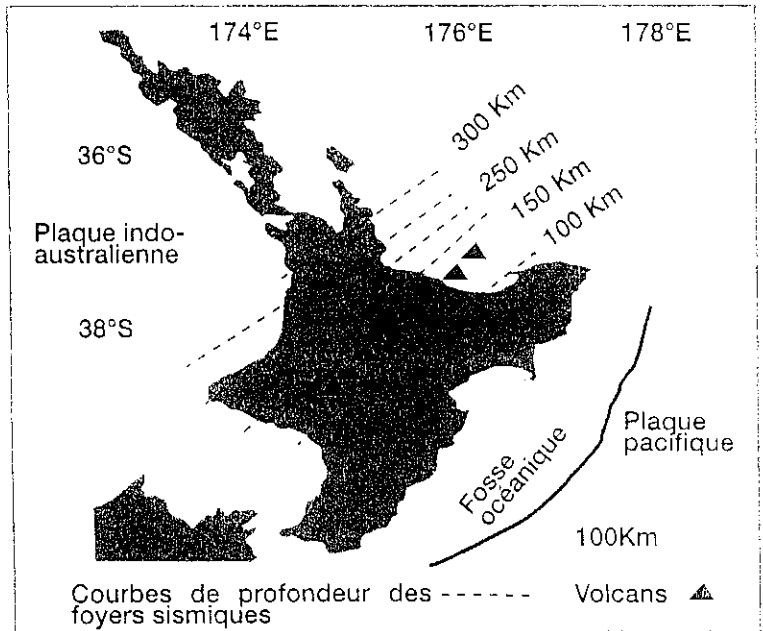 174°E 176°E 178°E
300 Km
36°S
250 Km
150 Km
100 Km
Plaque indo-
australienne
38°S
Plaque
pacifique
Fosse
océanique
100Km
Courbes de profondeur des
foyers sismiques
Volcans